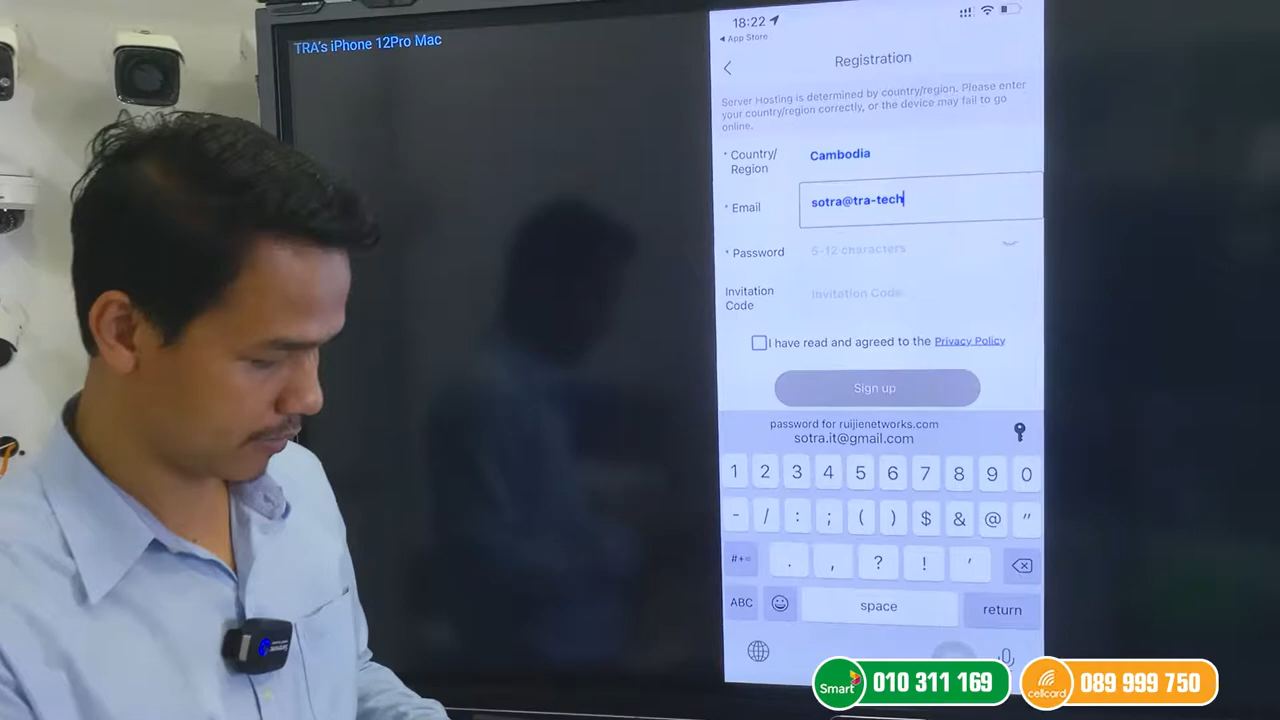 TRA's iPhone 12Pro Mac
18:22
App Store
Registration
Server Hosting is determined by country/region. Please enter
your country/region correctly, or the device may fail to go
online.
* Country/
Region
Cambodia
* Email
sotra@tra-tech
* Password
5-12 characters
Invitation
Code
Invitation Code
I have read and agreed to the Privacy Policy
Sign up
password for ruijienetworks.com
sotra.it@gmail.com
1 2 3 4 5 6 7 8 9 0
- / : ; ( ) $ & @ "
#+= . , ? ! '
ABC space return
Smart 010 311 169
cellcard 089 999 750